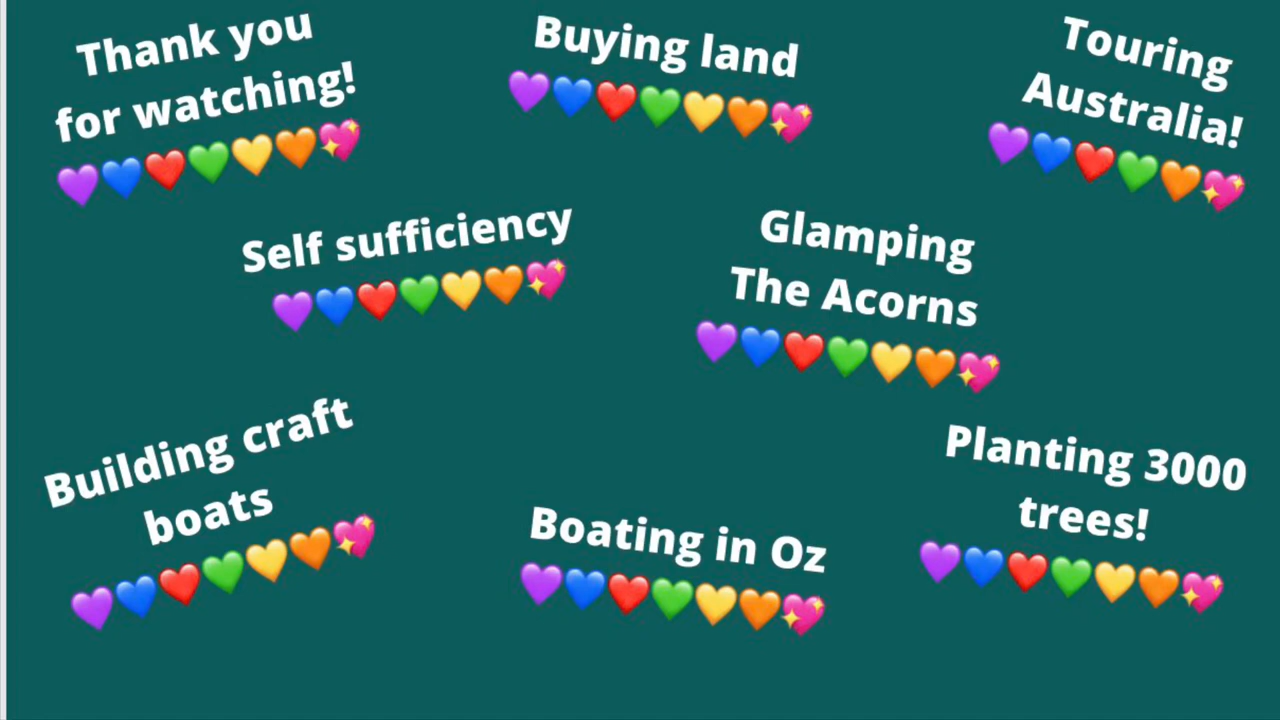 Thank you
for watching!
💜💙❤️💚💛🧡💖
Buying land
💜💙❤️💚💛🧡💖
Touring
Australia!
💜💙❤️💚🧡💖
Self sufficiency
💜💙❤️💚💛🧡💖
Glamping
The Acorns
💜💙❤️💚💛🧡💖
Building craft
boats
💜💙❤️💚💛🧡💖
Boating in Oz
💜💙❤️💚💛🧡💖
Planting 3000
trees!
💜💙❤️💚💛🧡💖